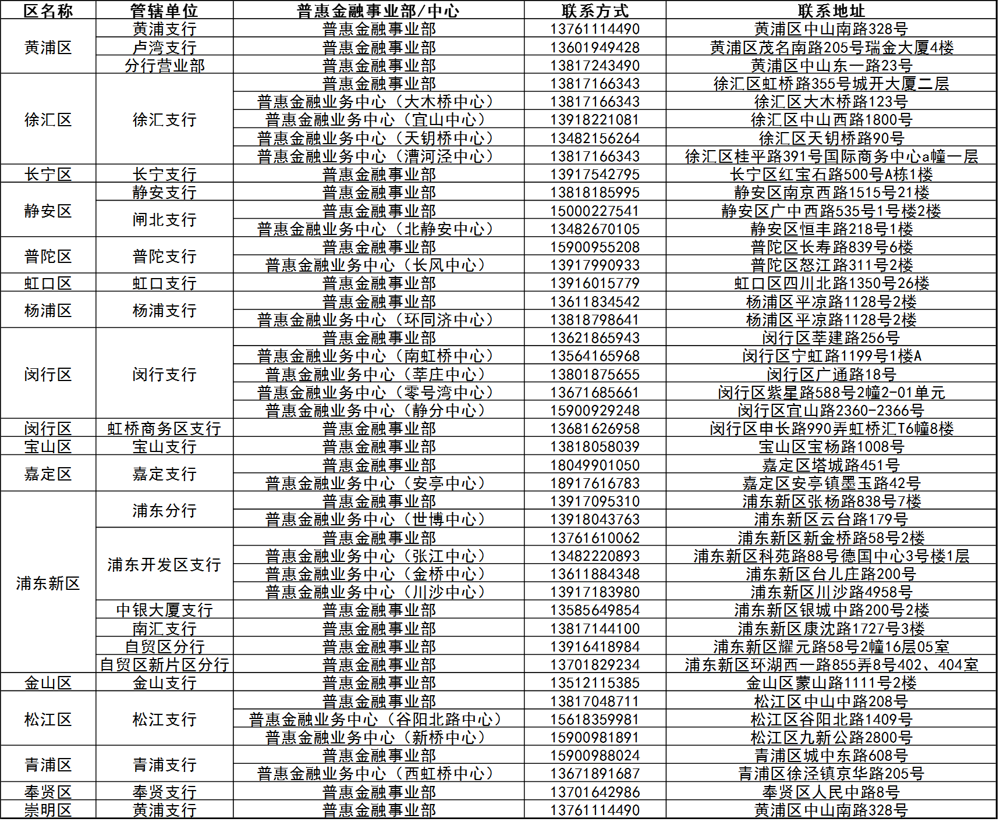 区名称 管辖单位 普惠金融事业部/中心 联系方式 联系地址
黄浦区 黄浦支行 普惠金融事业部 13761114490 黄浦区中山南路328号
卢湾支行 普惠金融事业部 13601949428 黄浦区茂名南路205号瑞金大厦4楼
分行营业部 普惠金融事业部 13817243490 黄浦区中山东一路23号
徐汇区 徐汇支行 普惠金融事业部 13817166343 徐汇区虹桥路355号城开大厦二层
普惠金融业务中心（大木桥中心） 13817166343 徐汇区大木桥路123号
普惠金融业务中心（宜山中心） 13918221081 徐汇区中山西路1800号
普惠金融业务中心（天钥桥中心） 13482156264 徐汇区天钥桥路90号
普惠金融业务中心（漕河泾中心） 13817166343 徐汇区桂平路391号国际商务中心a幢一层
长宁区 长宁支行 普惠金融事业部 13917542795 长宁区红宝石路500号A栋1楼
静安区 静安支行 普惠金融事业部 13818185995 静安区南京西路1515号21楼
闸北支行 普惠金融事业部 15000227541 静安区广中西路535号1号楼2楼
普惠金融业务中心（北静安中心） 13482670105 静安区恒丰路218号1楼
普陀区 普陀支行 普惠金融事业部 15900955208 普陀区长寿路839号6楼
普惠金融业务中心（长风中心） 13917990933 普陀区怒江路311号2楼
虹口区 虹口支行 普惠金融事业部 13916015779 虹口区四川北路1350号26楼
杨浦区 杨浦支行 普惠金融事业部 13611834542 杨浦区平凉路1128号2楼
普惠金融业务中心（环同济中心） 13818798641 杨浦区平凉路1128号2楼
闵行区 闵行支行 普惠金融事业部 13621865943 闵行区莘建路256号
普惠金融业务中心（南虹桥中心） 13564165968 闵行区宁虹路1199号1楼A
普惠金融业务中心（莘庄中心） 13801875655 闵行区广通路18号
普惠金融业务中心（零号湾中心） 13671685661 闵行区紫星路588号2幢2-01单元
普惠金融业务中心（静分中心） 15900929248 闵行区宜山路2360-2366号
闵行区 虹桥商务区支行 普惠金融事业部 13681626958 闵行区申长路990弄虹桥汇T6幢8楼
宝山区 宝山支行 普惠金融事业部 13818058039 宝山区宝杨路1008号
嘉定区 嘉定支行 普惠金融事业部 18049901050 嘉定区塔城路451号
普惠金融业务中心（安亭中心） 18917616783 嘉定区安亭镇墨玉路42号
浦东新区 浦东分行 普惠金融事业部 13917095310 浦东新区张杨路838号7楼
普惠金融业务中心（世博中心） 13918043763 浦东新区云台路179号
浦东开发区支行 普惠金融事业部 13761610062 浦东新区新金桥路58号2楼
普惠金融业务中心（张江中心） 13482220893 浦东新区科苑路88号德国中心3号楼1层
普惠金融业务中心（金桥中心） 13611884348 浦东新区台儿庄路200号
普惠金融业务中心（川沙中心） 13917183980 浦东新区川沙路4958号
中银大厦支行 普惠金融事业部 13585649854 浦东新区银城中路200号2楼
南汇支行 普惠金融事业部 13817144100 浦东新区康沈路1727号3楼
自贸区分行 普惠金融事业部 13916418984 浦东新区耀元路58号2幢16层05室
自贸区新片区分行 普惠金融事业部 13701829234 浦东新区环湖西一路855弄8号402、404室
金山区 金山支行 普惠金融事业部 13512115385 金山区蒙山路1111号2楼
松江区 松江支行 普惠金融事业部 13817048711 松江区中山中路208号
普惠金融业务中心（谷阳北路中心） 15618359981 松江区谷阳北路1409号
普惠金融业务中心（新桥中心） 15900981891 松江区九新公路2800号
青浦区 青浦支行 普惠金融事业部 15900988024 青浦区城中东路608号
普惠金融业务中心（西虹桥中心） 13671891687 青浦区徐泾镇京华路205号
奉贤区 奉贤支行 普惠金融事业部 13701642986 奉贤区人民中路8号
崇明区 黄浦支行 普惠金融事业部 13761114490 黄浦区中山南路328号